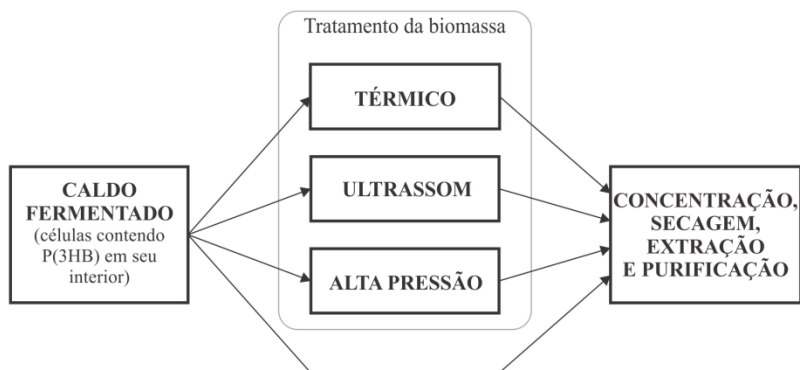 Tratamento da biomassa
TÉRMICO
CALDO
FERMENTADO
(células contendo
P(3HB) em seu
interior)
ULTRASSOM
ALTA PRESSÃO
CONCENTRAÇÃO,
SECAGEM,
EXTRAÇÃO
E PURIFICAÇÃO